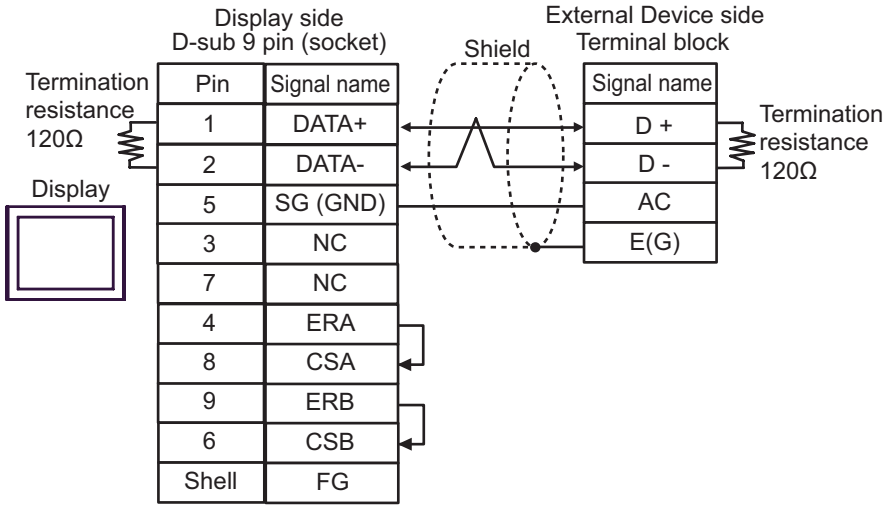 Display side
D-sub 9 pin (socket)
External Device side
Terminal block
Shield
Termination
resistance
120Ω
Pin Signal name
1 DATA+
2 DATA-
5 SG (GND)
3 NC
7 NC
4 ERA
8 CSA
9 ERB
6 CSB
Shell FG
Display
Signal name
D +
D -
AC
E(G)
Termination
resistance
120Ω